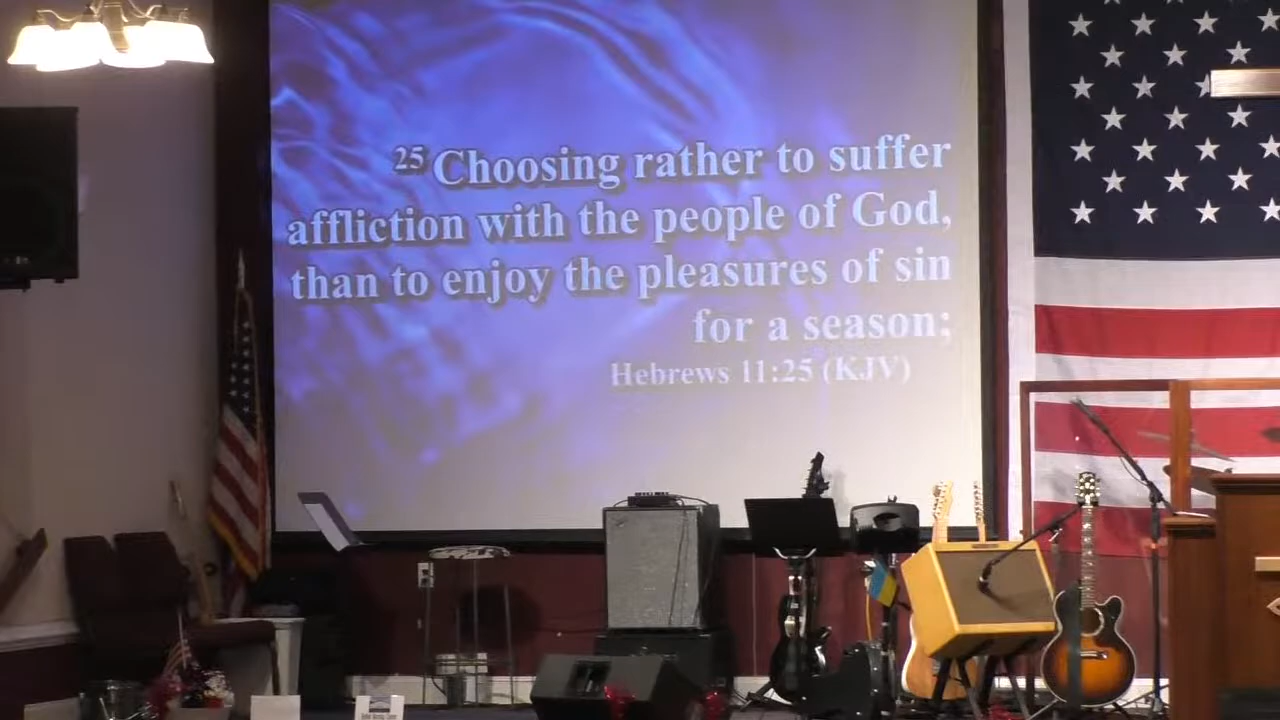 25 Choosing rather to suffer
affliction with the people of God,
than to enjoy the pleasures of sin
for a season;
Hebrews 11:25 (KJV)